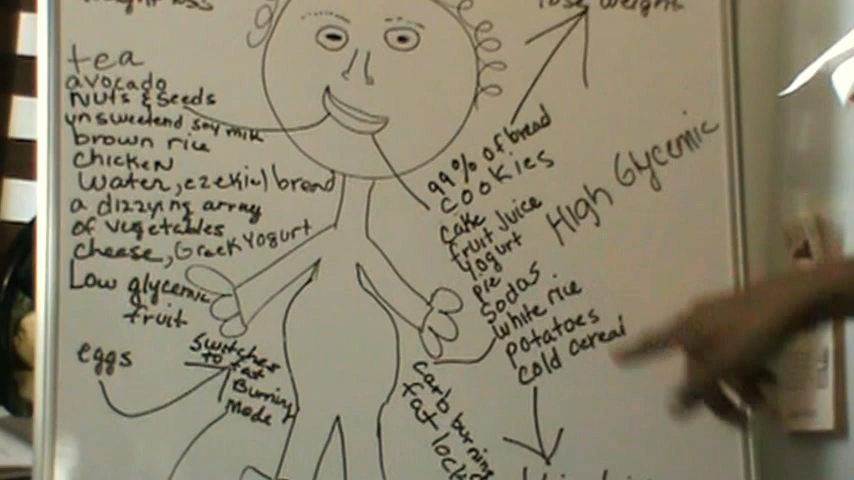 lose weight
tea
avocado
Nuts & seeds
unsweetend soy milk
brown rice
Chicken
Water, ezekiel bread
a dizzying array
of vegetables
cheese, Greek Yogurt
Low glycemic
fruit
eggs
Switches
to fat
Burning
Mode
99% of bread
cookies
cake
fruit Juice
Yogurt
pie
Sodas
White rice
potatoes
cold cereal
High Glycemic
carb burning
fat lock